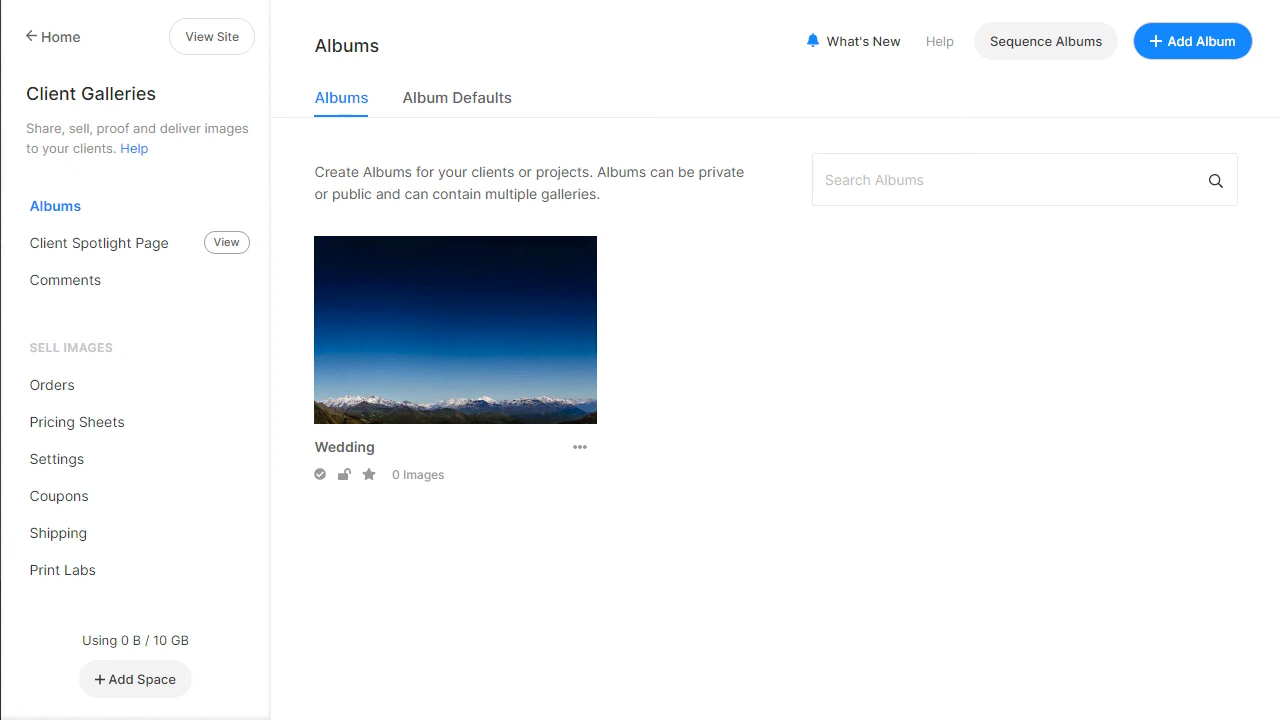 Home
View Site
Client Galleries
Share, sell, proof and deliver images
to your clients. Help
Albums
Client Spotlight Page
View
Comments
SELL IMAGES
Orders
Pricing Sheets
Settings
Coupons
Shipping
Print Labs
Using 0 B / 10 GB
+ Add Space
Albums
What's New
Help
Sequence Albums
+ Add Album
Albums
Album Defaults
Create Albums for your clients or projects. Albums can be private
or public and can contain multiple galleries.
Search Albums
Wedding
0 Images